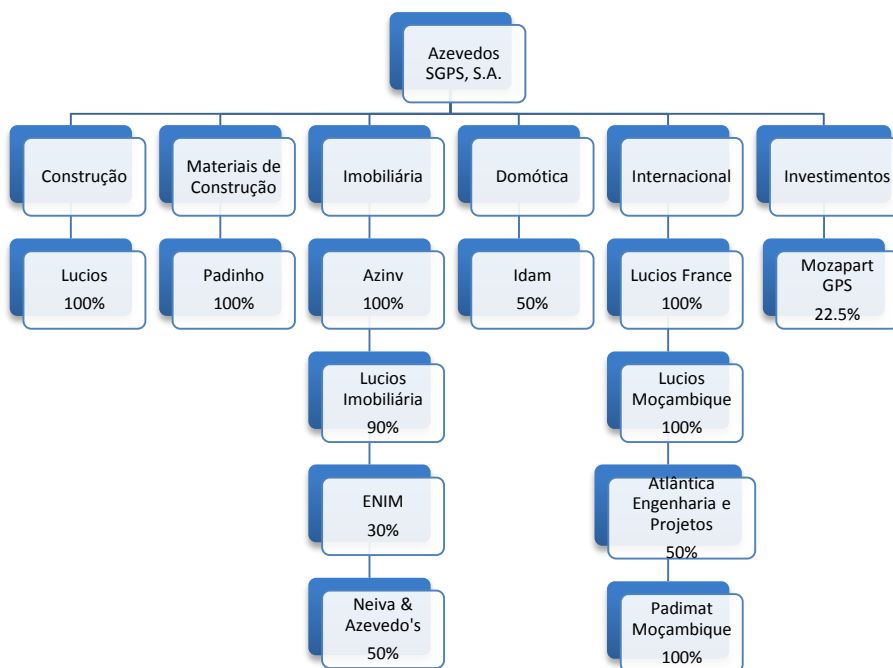 Azevedos
SGPS, S.A.
Construção
Materiais de
Construção
Imobiliária
Domótica
Internacional
Investimentos
Lucios
100%
Padinho
100%
Azinv
100%
Idam
50%
Lucios France
100%
Mozapart
GPS
22.5%
Lucios
Imobiliária
90%
Lucios
Moçambique
100%
ENIM
30%
Atlântica
Engenharia e
Projetos
50%
Neiva &
Azevedo's
50%
Padimat
Moçambique
100%